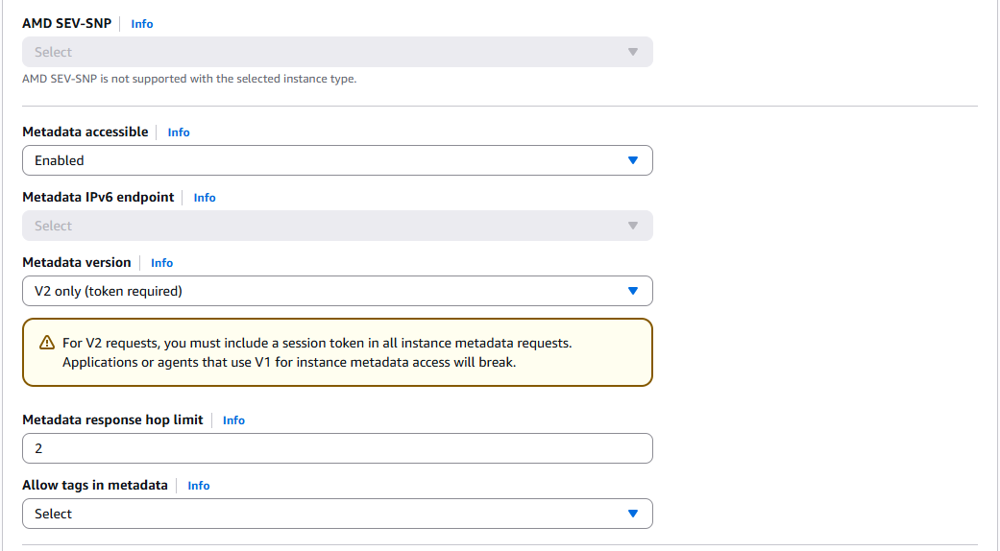 AMD SEV-SNP Info
Select
AMD SEV-SNP is not supported with the selected instance type.
Metadata accessible Info
Enabled
Metadata IPv6 endpoint Info
Select
Metadata version Info
V2 only (token required)
For V2 requests, you must include a session token in all instance metadata requests.
Applications or agents that use V1 for instance metadata access will break.
Metadata response hop limit Info
2
Allow tags in metadata Info
Select